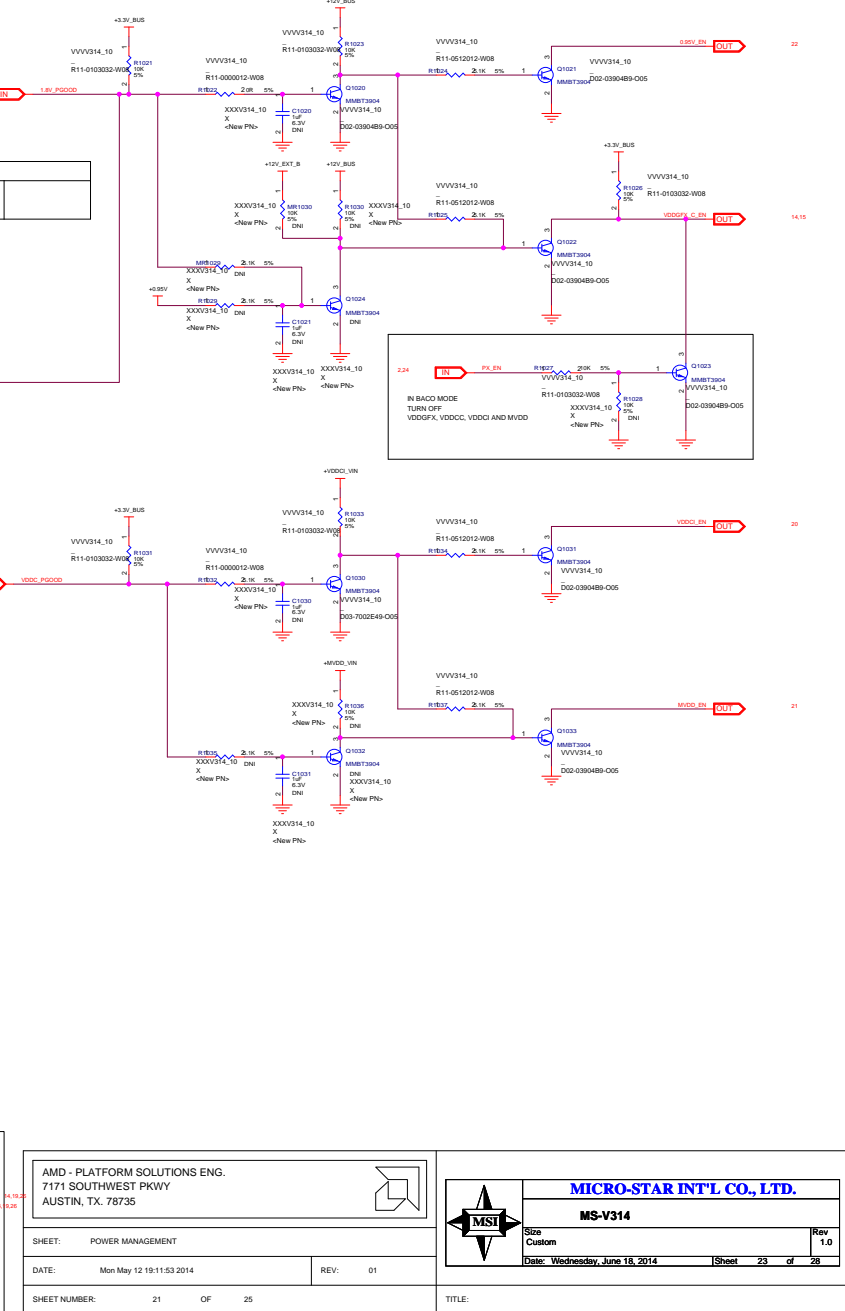 +12V_BUS
+3.3V_BUS
VVVV314_10
_
R11-0103032-W08
R1021
10K
5%
VVVV314_10
_
R11-0103032-W08
R1023
10K
5%
VVVV314_10
_
R11-0512012-W08
R1024 5.1K 5%
0.95V_EN
OUT
22
VVVV314_10
_
D02-03904B9-O05
Q1021
MMBT3904
VVVV314_10
_
R11-0000012-W08
R1022 0R 5%
IN
1.8V_PGOOD
XXXV314_10
X
<New PN>
C1020
1uF
6.3V
DNI
Q1020
MMBT3904
VVVV314_10
_
D02-03904B9-O05
+12V_EXT_B
+12V_BUS
XXXV314_10
X
<New PN>
MR1030
10K
5%
DNI
R1030
10K
5%
DNI
XXXV314_10
X
<New PN>
VVVV314_10
_
R11-0512012-W08
R1025 5.1K 5%
+3.3V_BUS
R1026
10K
5%
VVVV314_10
_
R11-0103032-W08
VDDGFX_C_EN
OUT
14,15
Q1022
MMBT3904
VVVV314_10
_
D02-03904B9-O05
MR1029 5.1K 5%
DNI
XXXV314_10
X
<New PN>
+0.95V
R1029 5.1K 5%
DNI
XXXV314_10
X
<New PN>
C1021
1uF
6.3V
DNI
XXXV314_10
X
<New PN>
Q1024
MMBT3904
DNI
XXXV314_10
X
<New PN>
2,24
IN
PX_EN
R1027 10K 5%
VVVV314_10
_
R11-0103032-W08
R1028
10K
5%
DNI
XXXV314_10
X
<New PN>
Q1023
MMBT3904
VVVV314_10
_
D02-03904B9-O05
IN BACO MODE
TURN OFF
VDDGFX, VDDCC, VDDCI AND MVDD
+VDDCI_VIN
+3.3V_BUS
VVVV314_10
_
R11-0103032-W08
R1031
10K
5%
VVVV314_10
_
R11-0103032-W08
R1033
10K
5%
VVVV314_10
_
R11-0512012-W08
R1034 5.1K 5%
VDDCI_EN
OUT
20
Q1031
MMBT3904
VVVV314_10
_
D02-03904B9-O05
VDDC_PGOOD
VVVV314_10
_
R11-0000012-W08
R1032 5.1K 5%
XXXV314_10
X
<New PN>
C1030
1uF
6.3V
DNI
Q1030
MMBT3904
VVVV314_10
_
D03-7002E49-O05
+MVDD_VIN
XXXV314_10
X
<New PN>
R1036
10K
5%
DNI
VVVV314_10
_
R11-0512012-W08
R1037 5.1K 5%
MVDD_EN
OUT
21
Q1033
MMBT3904
VVVV314_10
_
D02-03904B9-O05
R1035 5.1K 5%
DNI
XXXV314_10
X
<New PN>
C1031
1uF
6.3V
DNI
XXXV314_10
X
<New PN>
Q1032
MMBT3904
DNI
XXXV314_10
X
<New PN>
AMD - PLATFORM SOLUTIONS ENG.
7171 SOUTHWEST PKWY
AUSTIN, TX. 78735
SHEET: POWER MANAGEMENT
DATE: Mon May 12 19:11:53 2014
REV: 01
SHEET NUMBER: 21 OF 25
MSI
MICRO-STAR INT'L CO., LTD.
MS-V314
Size
Custom
Rev
1.0
Date: Wednesday, June 18, 2014
Sheet 23 of 28
TITLE: